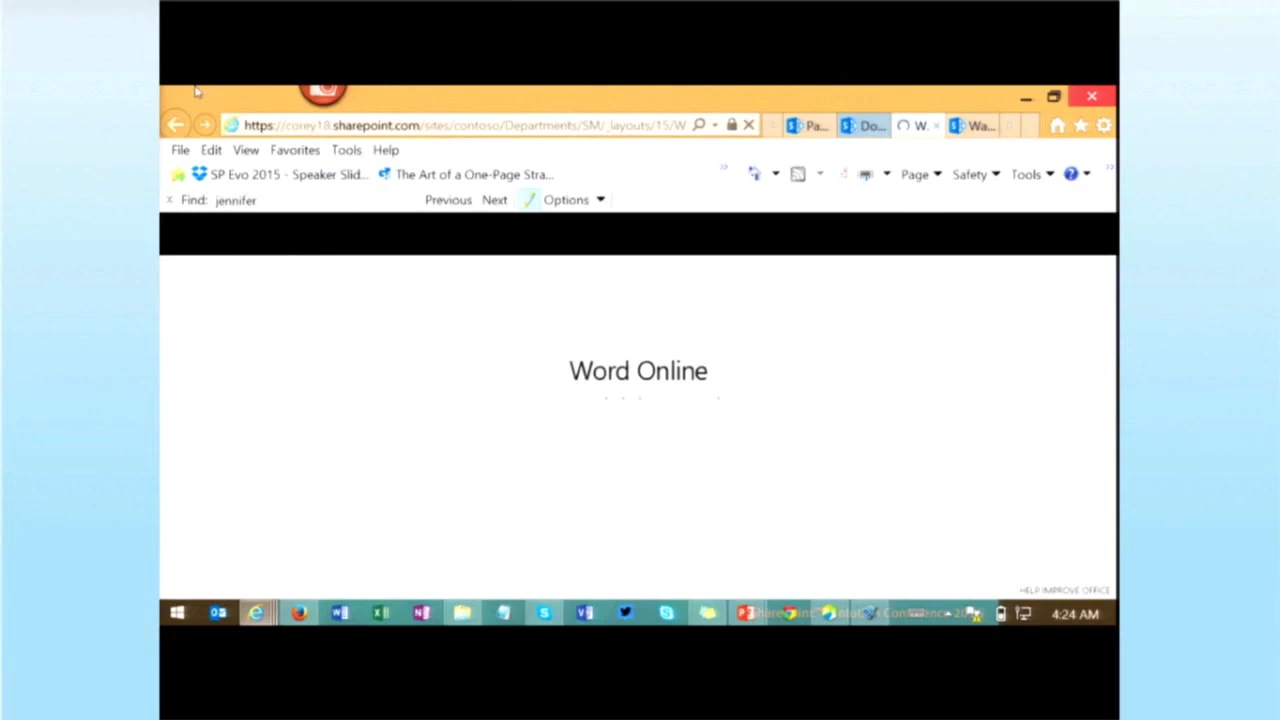 https://corey18.sharepoint.com/sites/contoso/Departments/SM/_layouts/15/W
Pa...
Do...
W.
Wa...
File Edit View Favorites Tools Help
SP Evo 2015 - Speaker Slid... The Art of a One-Page Stra...
Page Safety Tools
x Find: jennifer Previous Next Options
Word Online
HELP IMPROVE OFFICE
4:24 AM